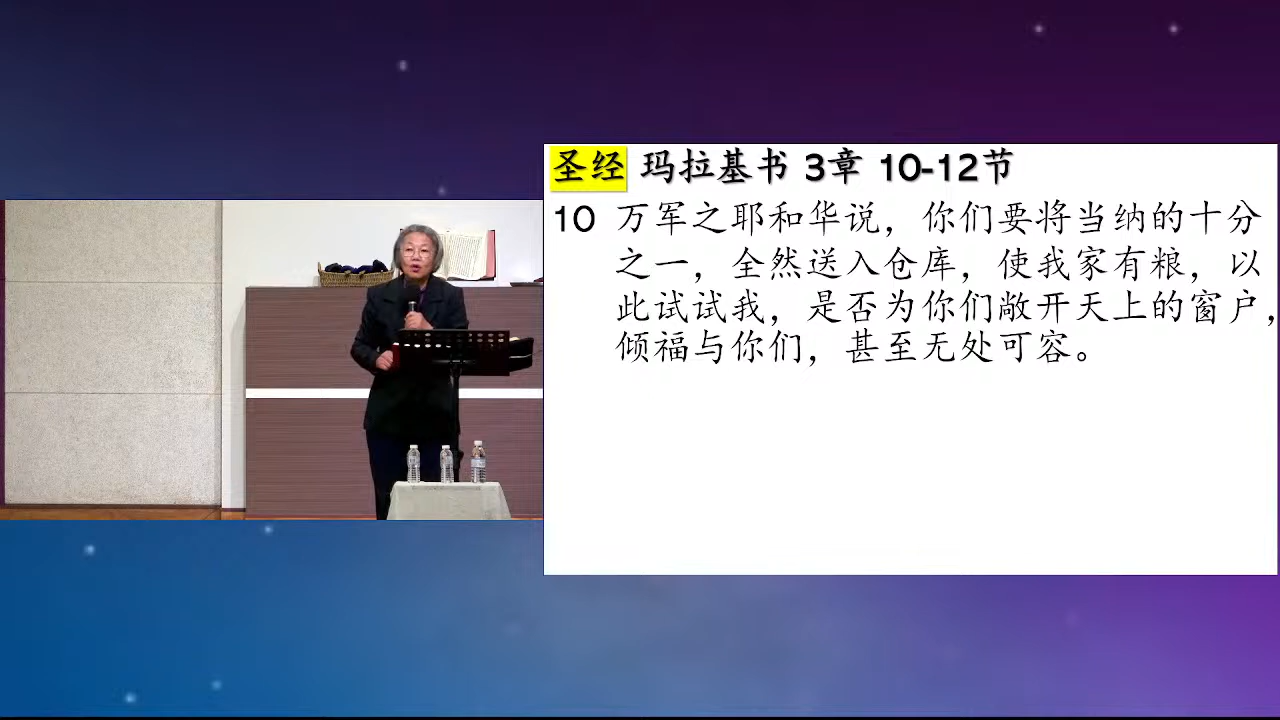 圣经 玛拉基书 3章 10-12节
10 万军之耶和华说，你们要将当纳的十分
之一，全然送入仓库，使我家有粮，以
此试试我，是否为你们敞开天上的窗户，
倾福与你们，甚至无处可容。